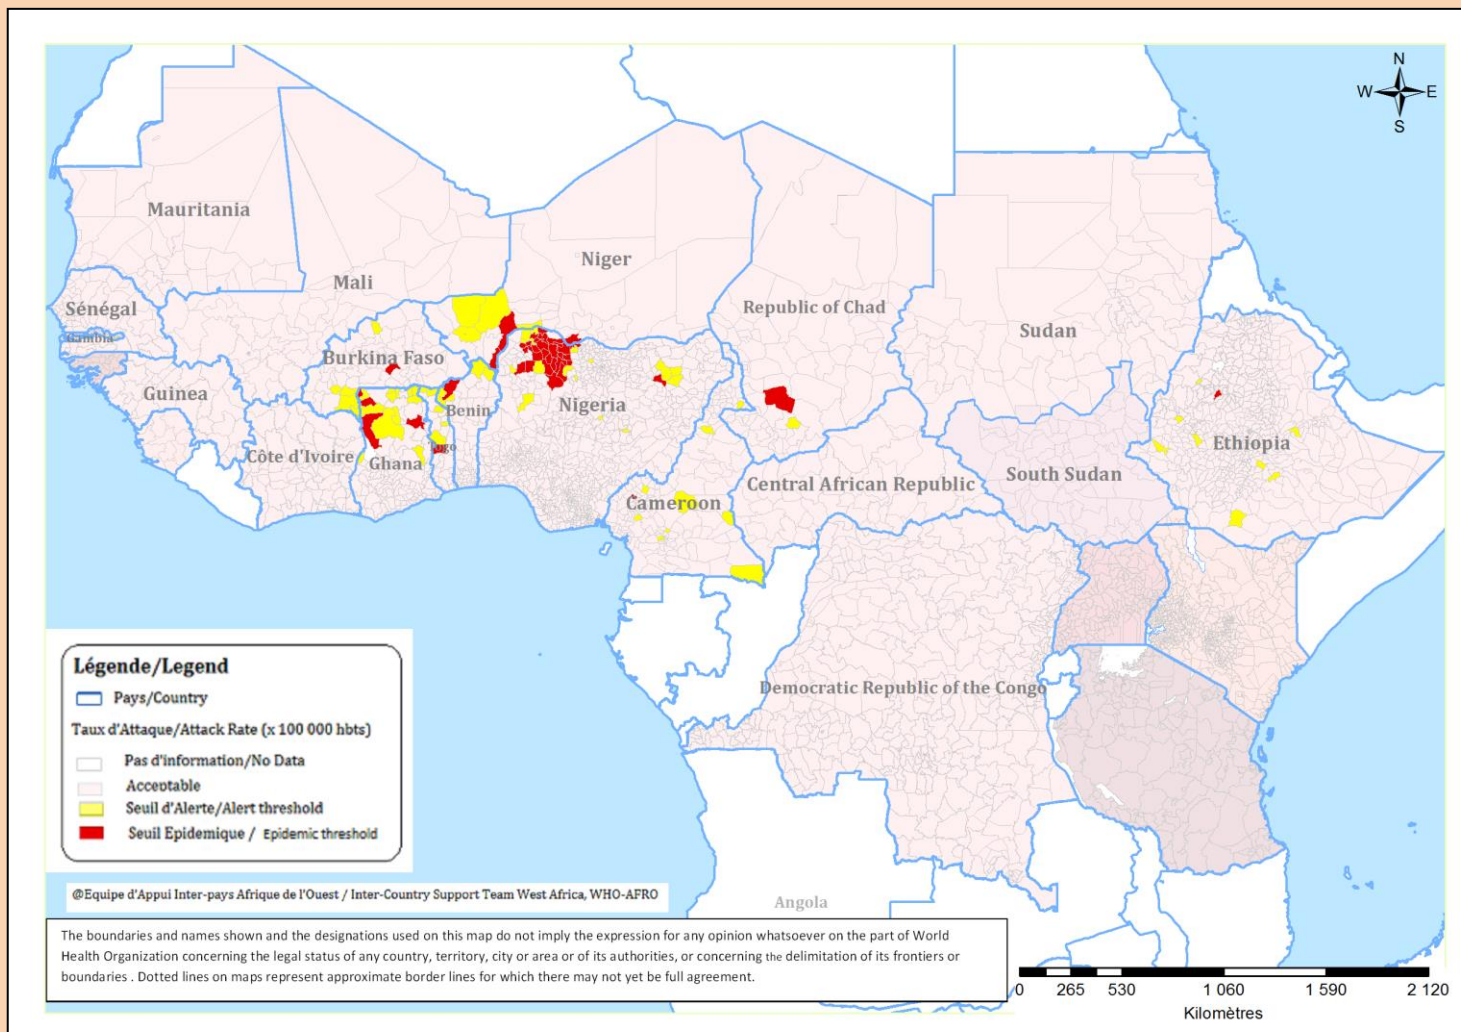 N
W E
S
Mauritania
Mali
Niger
Republic of Chad
Sudan
Sénégal
Gambia
Burkina Faso
Guinea
Benin
Nigeria
Ethiopia
Côte d'Ivoire
Ghana
Togo
South Sudan
Central African Republic
Cameroon
Democratic Republic of the Congo
Angola
Légende/Legend
Pays/Country
Taux d'Attaque/Attack Rate (x 100 000 hbts)
Pas d'information/No Data
Acceptable
Seuil d'Alerte/Alert threshold
Seuil Epidemique / Epidemic threshold
@Equipe d'Appui Inter-pays Afrique de l'Ouest / Inter-Country Support Team West Africa, WHO-AFRO
The boundaries and names shown and the designations used on this map do not imply the expression for any opinion whatsoever on the part of World
Health Organization concerning the legal status of any country, territory, city or area or of its authorities, or concerning the delimitation of its frontiers or
boundaries . Dotted lines on maps represent approximate border lines for which there may not yet be full agreement.
0 265 530 1 060 1 590 2 120
Kilomètres